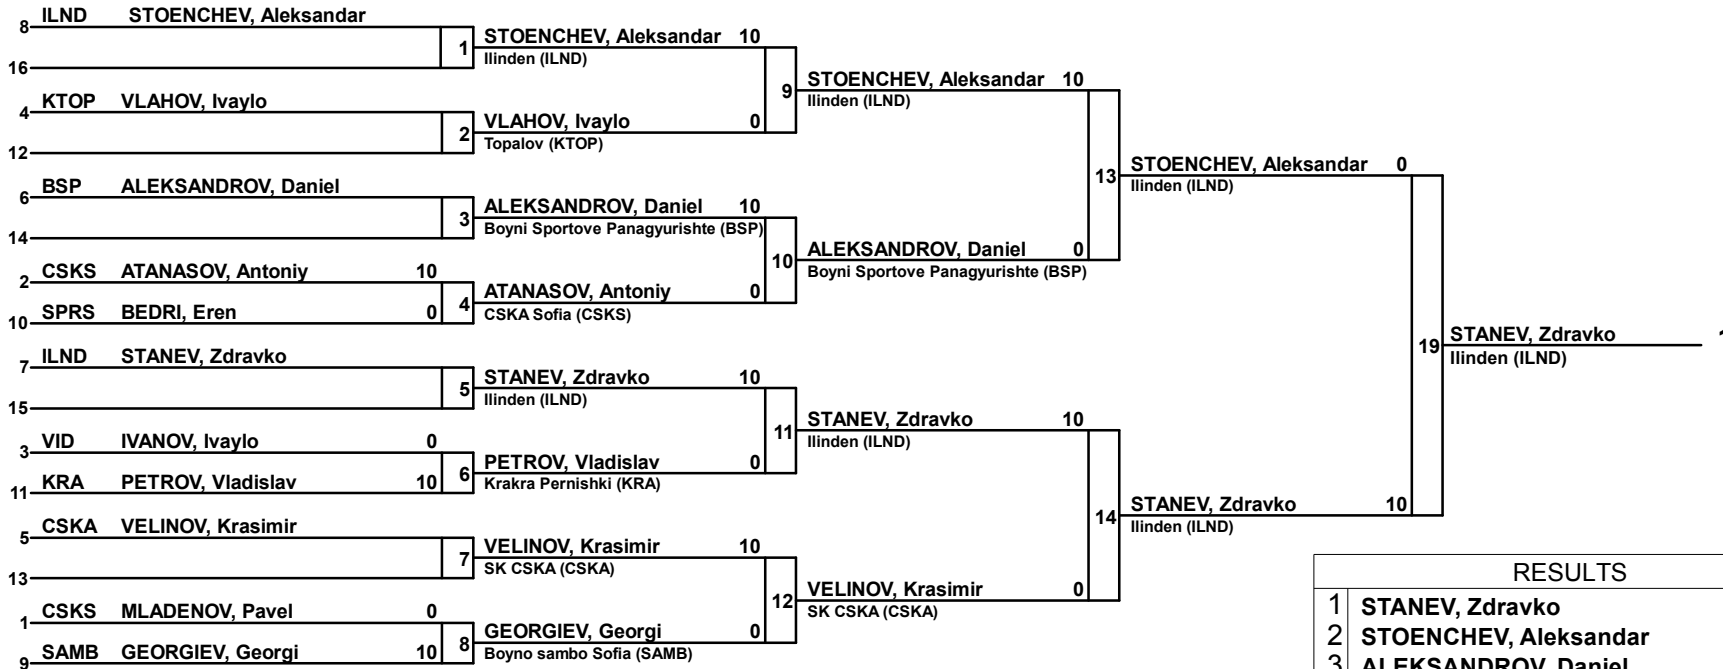 8 ILND STOENCHEV, Aleksandar
16
1
STOENCHEV, Aleksandar 10
Ilinden (ILND)
4 KTOP VLAHOV, Ivaylo
12
2
VLAHOV, Ivaylo 0
Topalov (KTOP)
9
STOENCHEV, Aleksandar 10
Ilinden (ILND)
6 BSP ALEKSANDROV, Daniel
14
3
ALEKSANDROV, Daniel 10
Boyni Sportove Panagyurishte (BSP)
2 CSKS ATANASOV, Antoniy 10
10 SPRS BEDRI, Eren 0
4
ATANASOV, Antoniy 0
CSKA Sofia (CSKS)
10
ALEKSANDROV, Daniel 0
Boyni Sportove Panagyurishte (BSP)
13
STOENCHEV, Aleksandar 0
Ilinden (ILND)
7 ILND STANEV, Zdravko
15
5
STANEV, Zdravko 10
Ilinden (ILND)
3 VID IVANOV, Ivaylo 0
11 KRA PETROV, Vladislav 10
6
PETROV, Vladislav 0
Krakra Pernishki (KRA)
11
STANEV, Zdravko 10
Ilinden (ILND)
5 CSKA VELINOV, Krasimir
13
7
VELINOV, Krasimir 10
SK CSKA (CSKA)
1 CSKS MLADENOV, Pavel 0
9 SAMB GEORGIEV, Georgi 10
8
GEORGIEV, Georgi 0
Boyno sambo Sofia (SAMB)
12
VELINOV, Krasimir 0
SK CSKA (CSKA)
14
STANEV, Zdravko 10
Ilinden (ILND)
19
STANEV, Zdravko
Ilinden (ILND)
RESULTS
1 STANEV, Zdravko
2 STOENCHEV, Aleksandar
3 ALEKSANDROV, Daniel